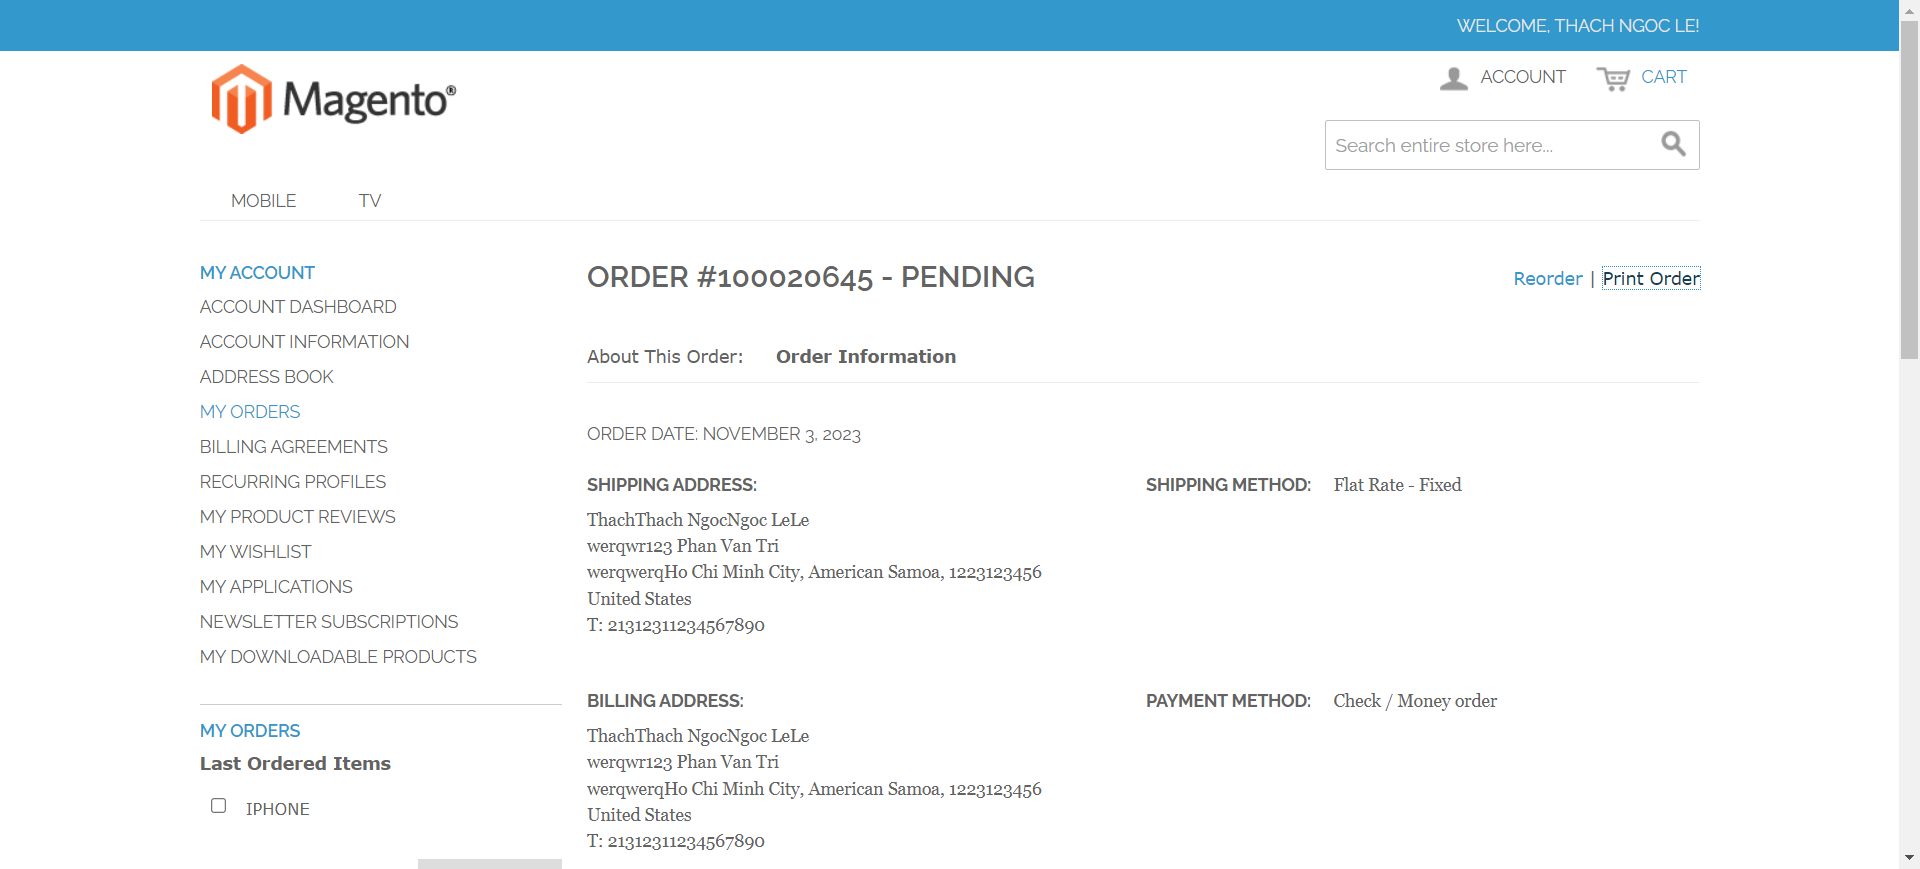 WELCOME, THACH NGOC LE!
Magento®
ACCOUNT
CART
Search entire store here...
MOBILE
TV
MY ACCOUNT
ACCOUNT DASHBOARD
ACCOUNT INFORMATION
ADDRESS BOOK
MY ORDERS
BILLING AGREEMENTS
RECURRING PROFILES
MY PRODUCT REVIEWS
MY WISHLIST
MY APPLICATIONS
NEWSLETTER SUBSCRIPTIONS
MY DOWNLOADABLE PRODUCTS
MY ORDERS
Last Ordered Items
IPHONE
ORDER #100020645 - PENDING
Reorder | Print Order
About This Order: Order Information
ORDER DATE: NOVEMBER 3, 2023
SHIPPING ADDRESS:
ThachThach NgocNgoc LeLe
werqwr123 Phan Van Tri
werqwerqHo Chi Minh City, American Samoa, 1223123456
United States
T: 21312311234567890
SHIPPING METHOD: Flat Rate - Fixed
BILLING ADDRESS:
ThachThach NgocNgoc LeLe
werqwr123 Phan Van Tri
werqwerqHo Chi Minh City, American Samoa, 1223123456
United States
T: 21312311234567890
PAYMENT METHOD: Check / Money order